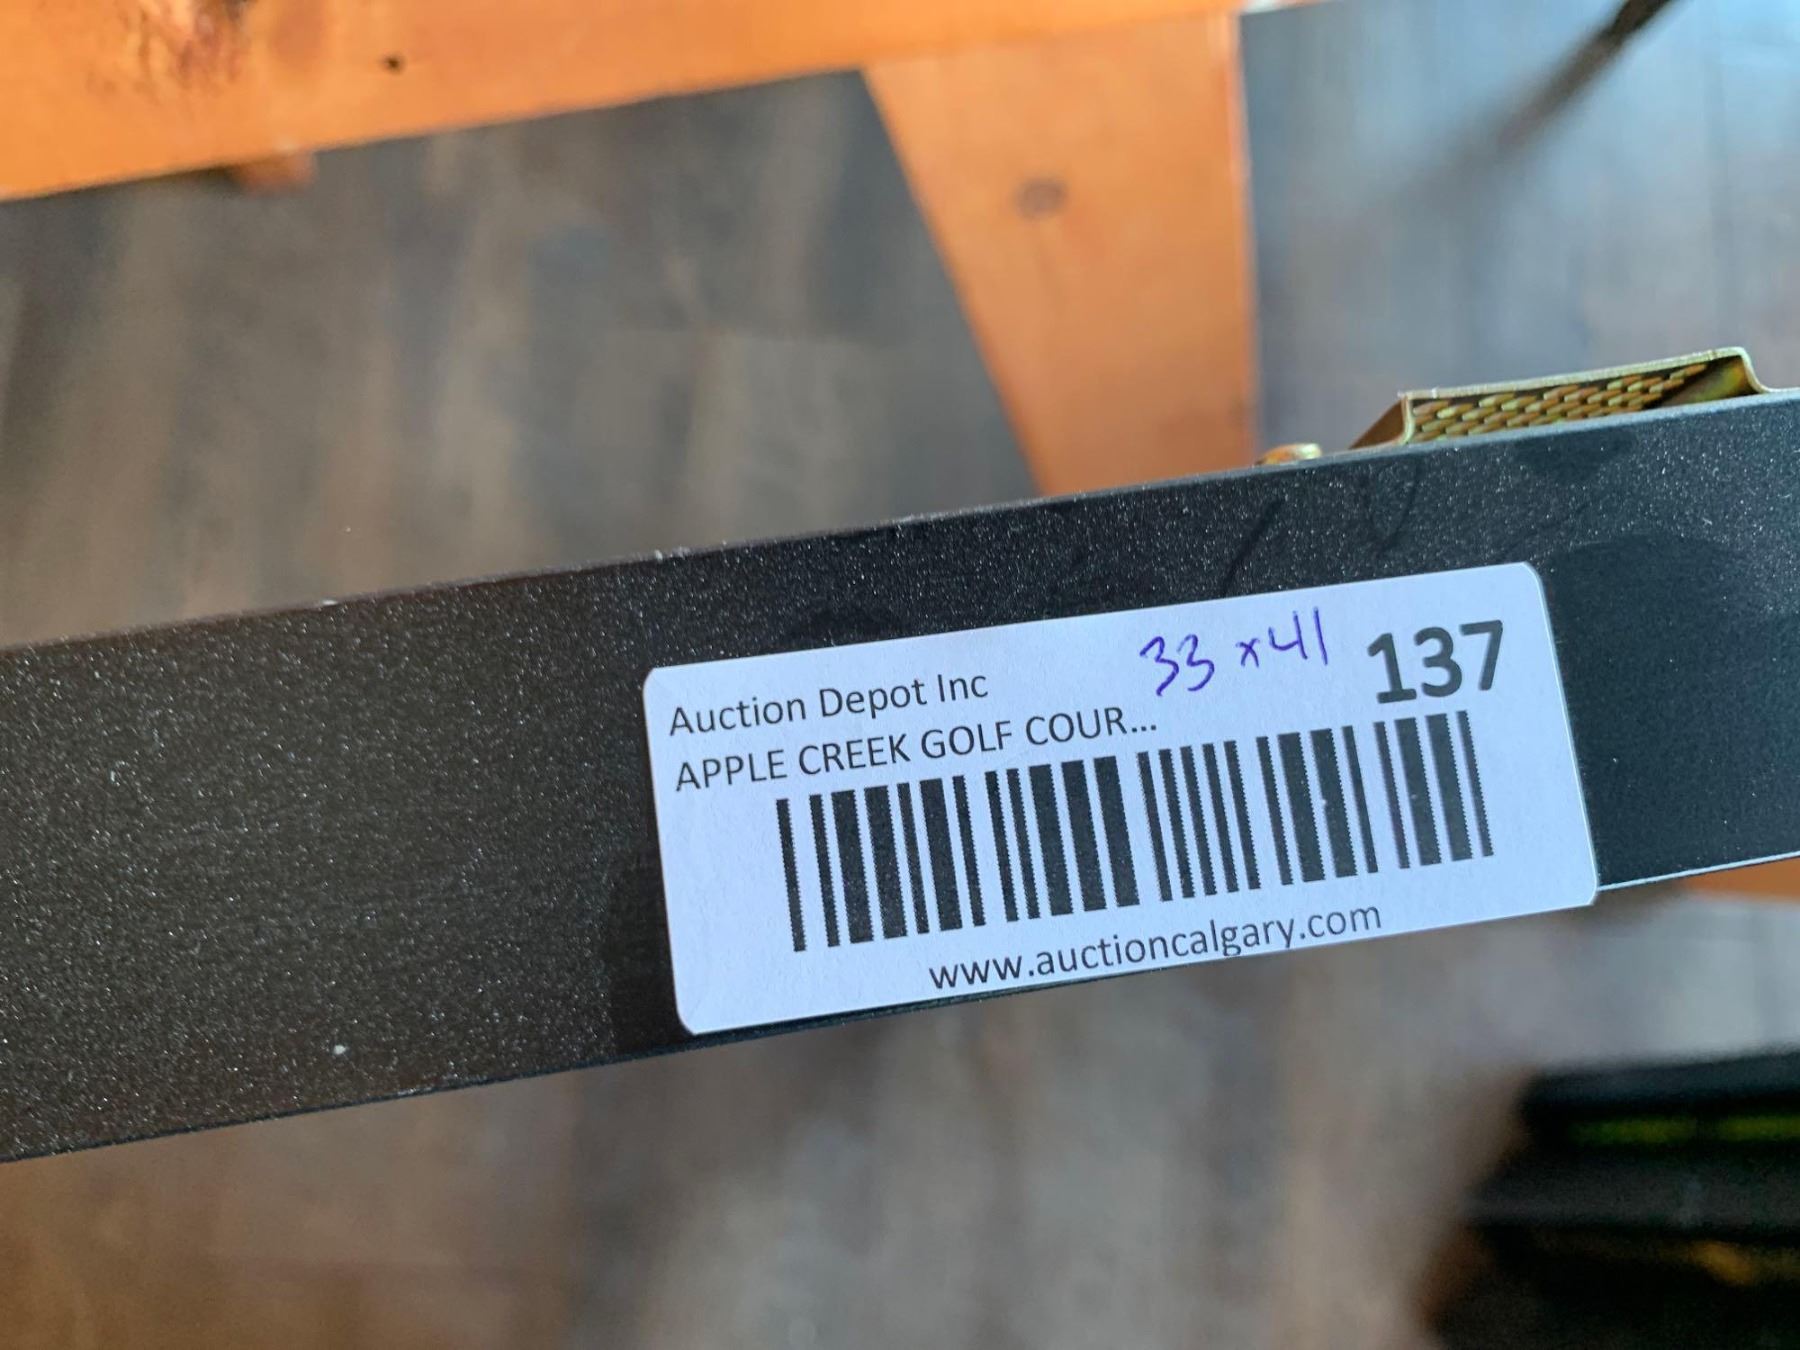 Auction Depot Inc 33 x 41 137
APPLE CREEK GOLF COUR...
www.auctioncalgary.com